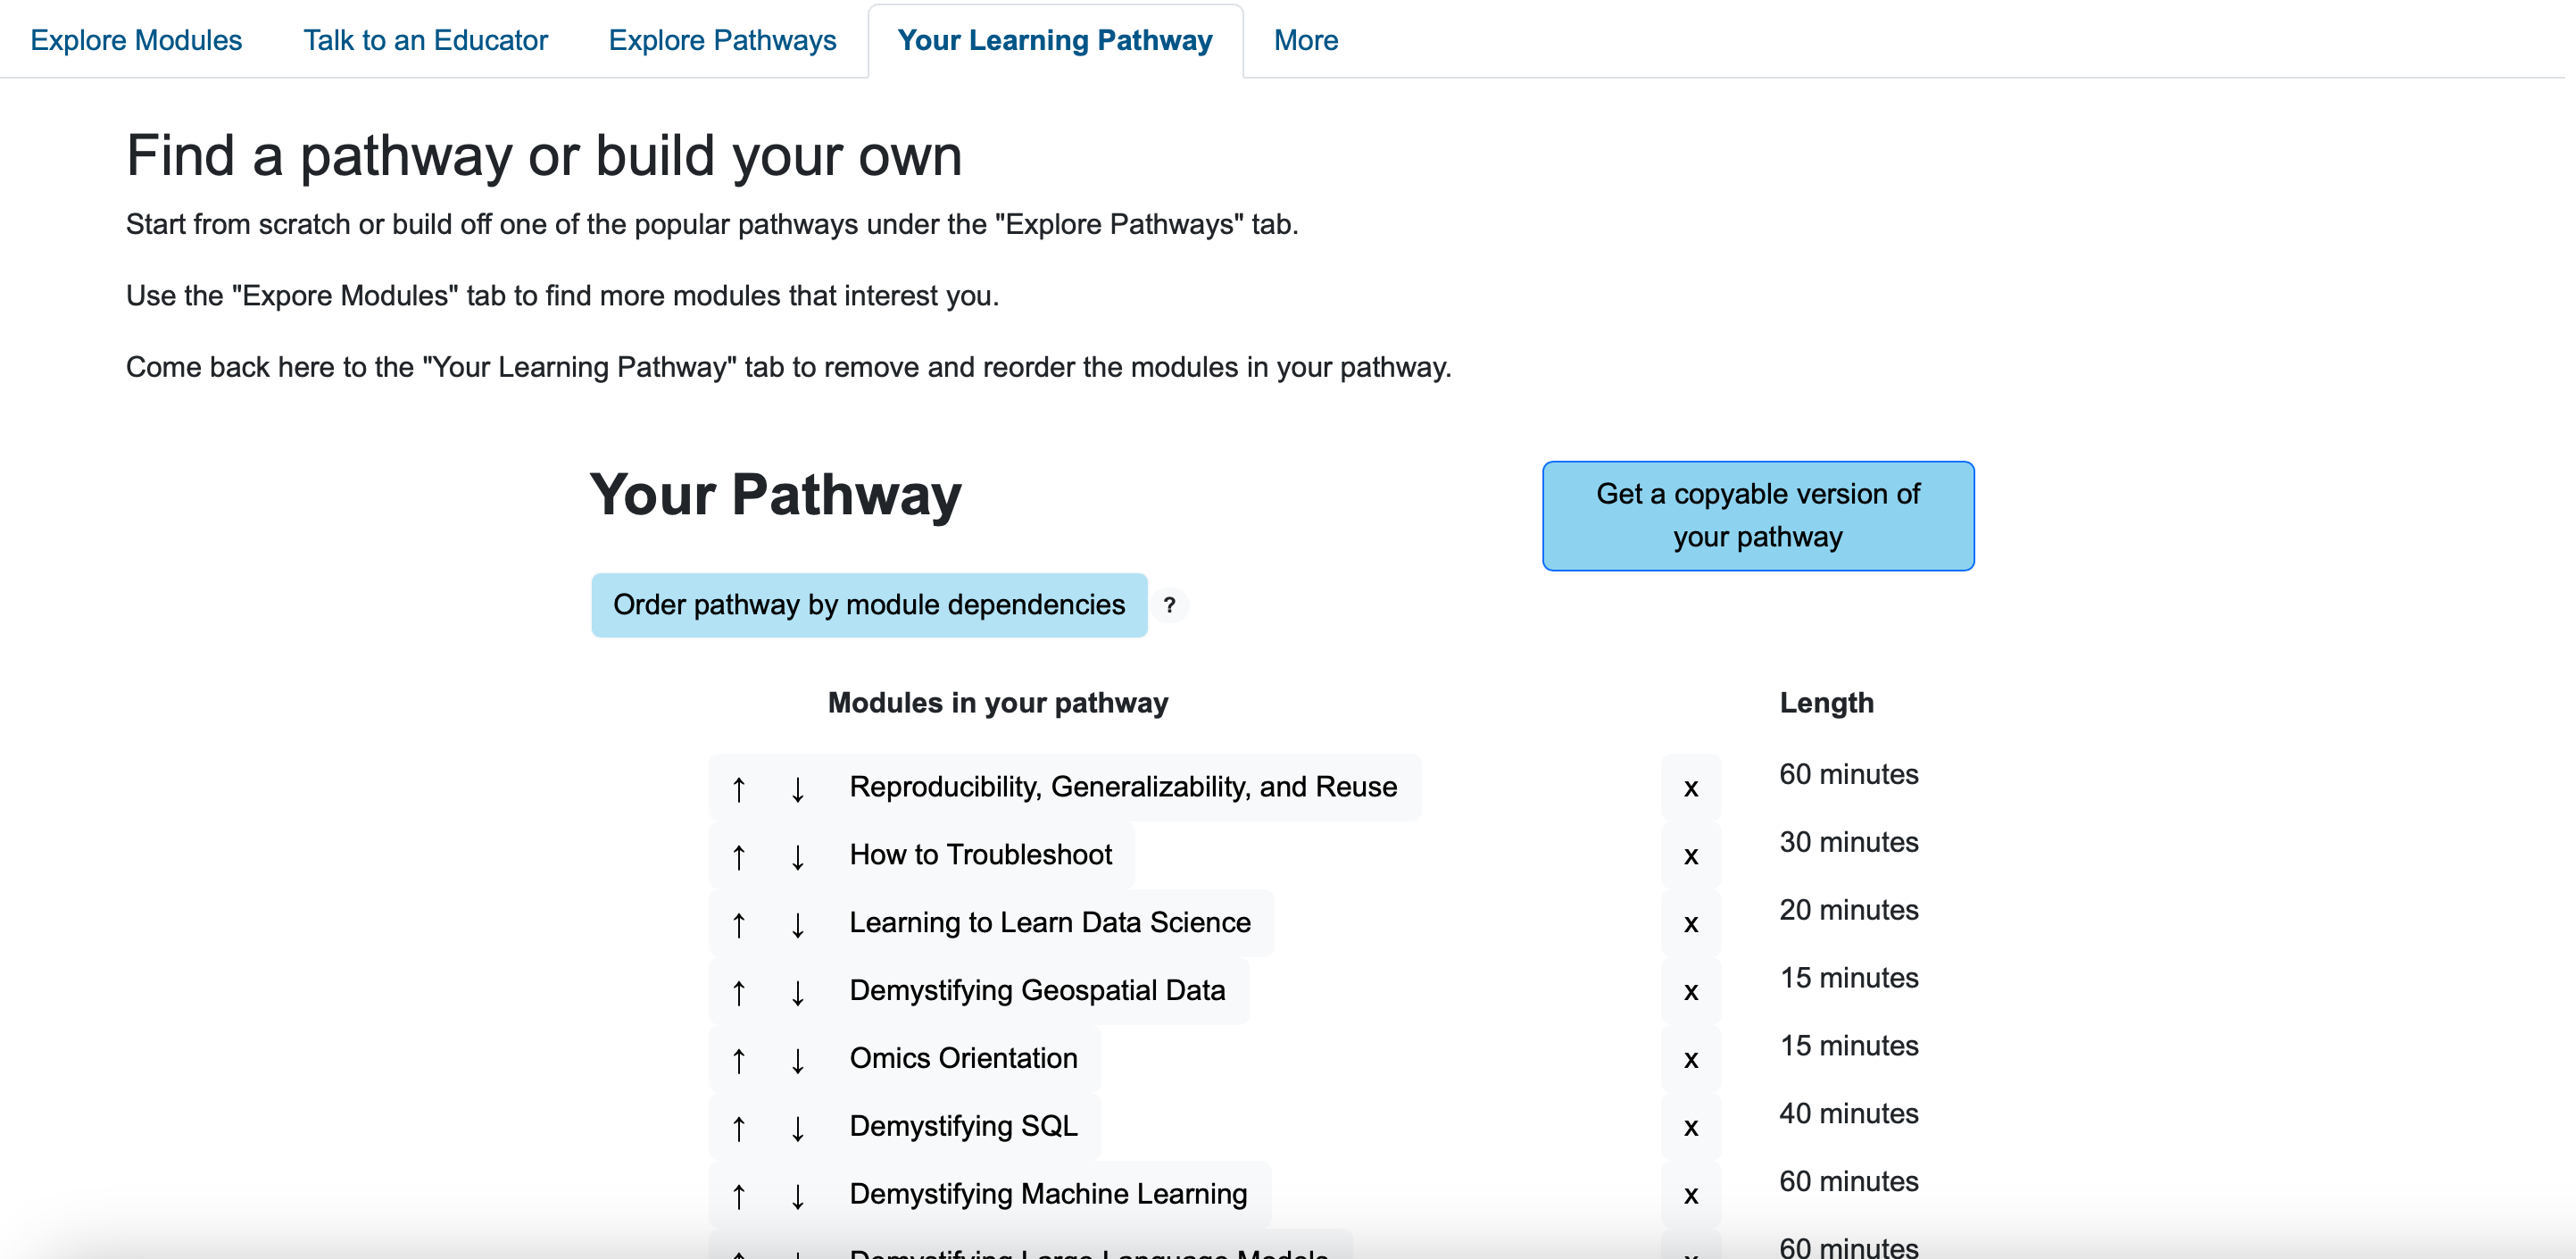 Explore Modules Talk to an Educator Explore Pathways Your Learning Pathway More
Find a pathway or build your own
Start from scratch or build off one of the popular pathways under the "Explore Pathways" tab.
Use the "Expore Modules" tab to find more modules that interest you.
Come back here to the "Your Learning Pathway" tab to remove and reorder the modules in your pathway.
Your Pathway
Get a copyable version of
your pathway
Order pathway by module dependencies ?
Modules in your pathway Length
↑ ↓ Reproducibility, Generalizability, and Reuse x 60 minutes
↑ ↓ How to Troubleshoot x 30 minutes
↑ ↓ Learning to Learn Data Science x 20 minutes
↑ ↓ Demystifying Geospatial Data x 15 minutes
↑ ↓ Omics Orientation x 15 minutes
↑ ↓ Demystifying SQL x 40 minutes
↑ ↓ Demystifying Machine Learning x 60 minutes
↑ ↓ Demystifying Large Language Models x 60 minutes